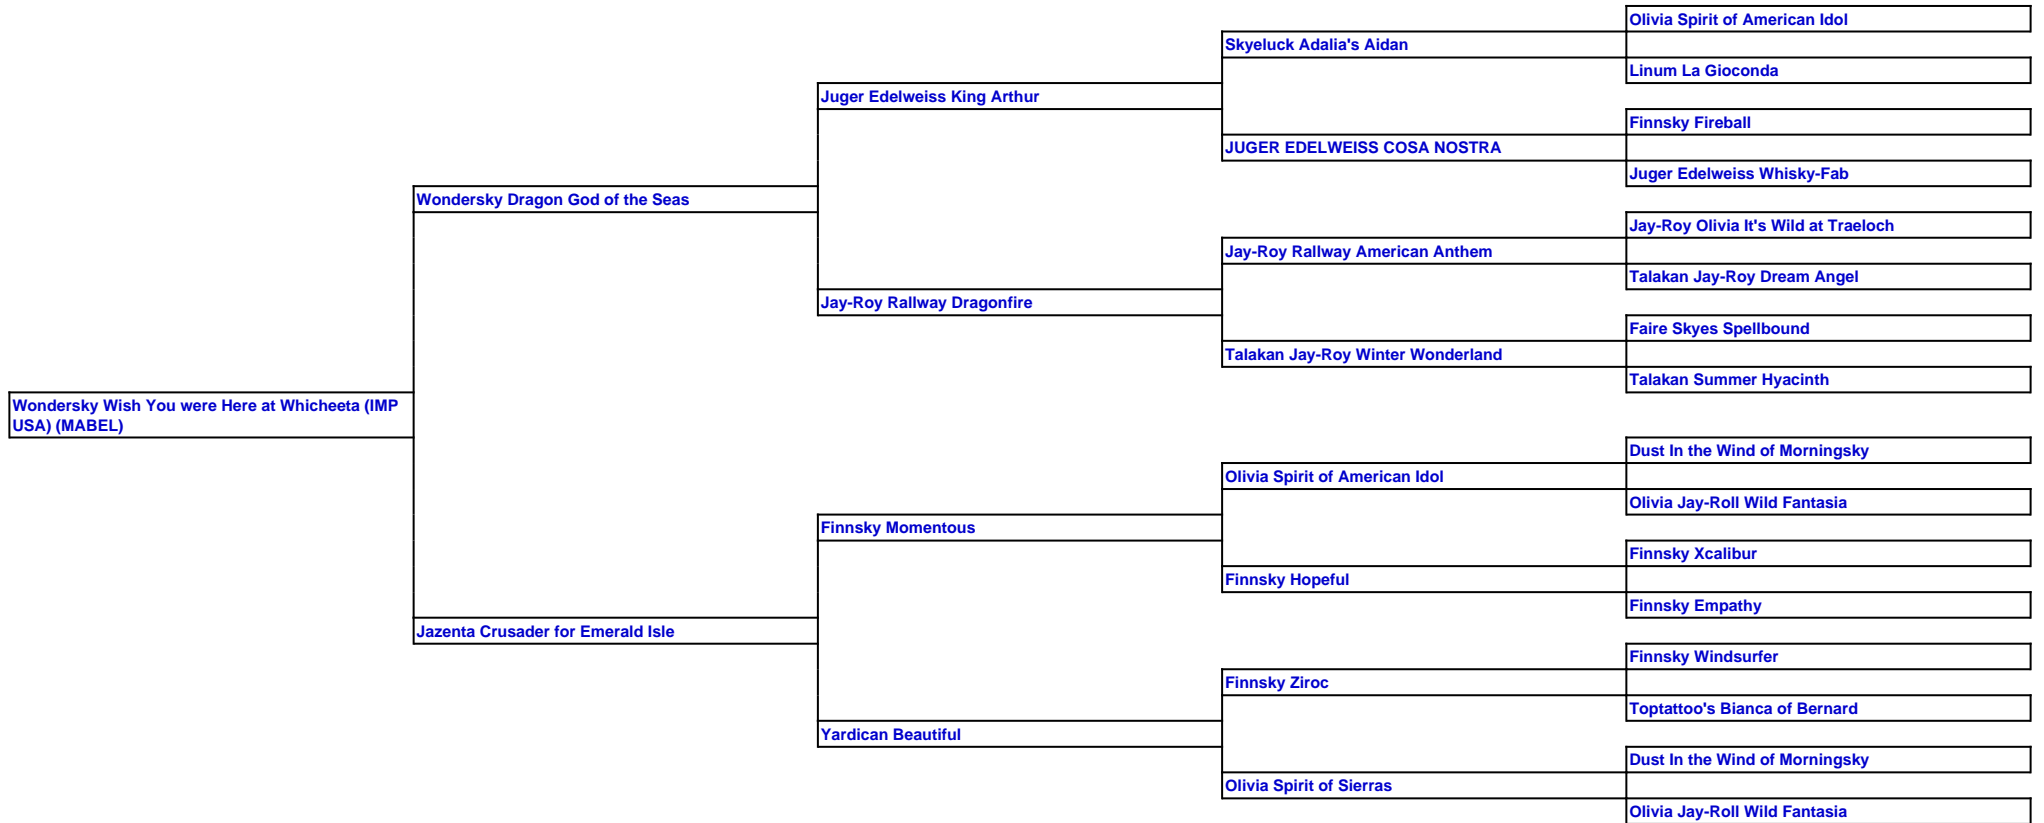 Olivia Spirit of American Idol
Skyeluck Adalia's Aidan
Linum La Gioconda
Juger Edelweiss King Arthur
Finnsky Fireball
JUGER EDELWEISS COSA NOSTRA
Juger Edelweiss Whisky-Fab
Wondersky Dragon God of the Seas
Jay-Roy Olivia It's Wild at Traeloch
Jay-Roy Rallway American Anthem
Talakan Jay-Roy Dream Angel
Jay-Roy Rallway Dragonfire
Faire Skyes Spellbound
Talakan Jay-Roy Winter Wonderland
Talakan Summer Hyacinth
Wondersky Wish You were Here at Whicheeta (IMP
USA) (MABEL)
Dust In the Wind of Morningsky
Olivia Spirit of American Idol
Olivia Jay-Roll Wild Fantasia
Finnsky Momentous
Finnsky Xcalibur
Finnsky Hopeful
Finnsky Empathy
Jazenta Crusader for Emerald Isle
Finnsky Windsurfer
Finnsky Ziroc
Toptattoo's Bianca of Bernard
Yardican Beautiful
Dust In the Wind of Morningsky
Olivia Spirit of Sierras
Olivia Jay-Roll Wild Fantasia